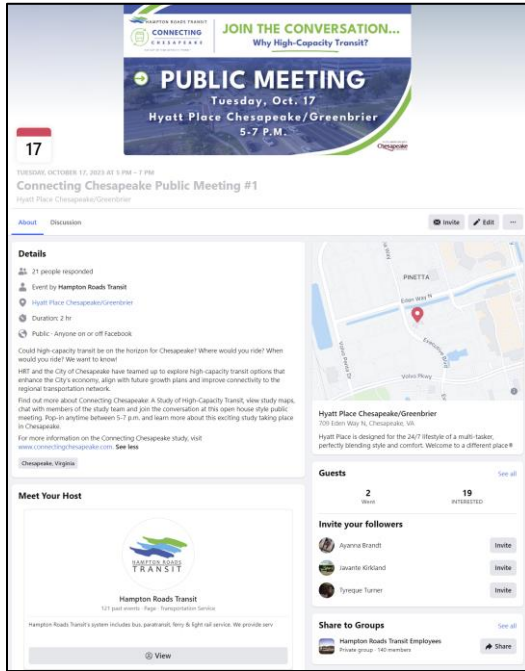 HAMPTON ROADS TRANSIT
CONNECTING
CHESAPEAKE
JOIN THE CONVERSATION...
Why High-Capacity Transit?
PUBLIC MEETING
Tuesday, Oct. 17
Hyatt Place Chesapeake/Greenbrier
5-7 P.M.
Chesapeake
17
TUESDAY, OCTOBER 17, 2023 AT 5 PM – 7 PM
Connecting Chesapeake Public Meeting #1
Hyatt Place Chesapeake/Greenbrier
About Discussion
Invite Edit ...
Details
21 people responded
Event by Hampton Roads Transit
Hyatt Place Chesapeake/Greenbrier
Duration: 2 hr
Public · Anyone on or off Facebook
Could high-capacity transit be on the horizon for Chesapeake? Where would you ride? When
would you ride? We want to know!
HRT and the City of Chesapeake have teamed up to explore high-capacity transit options that
enhance the City's economy, align with future growth plans and improve connectivity to the
regional transportation network.
Find out more about Connecting Chesapeake: A Study of High-Capacity Transit, view study maps,
chat with members of the study team and join the conversation at this open house style public
meeting. Pop-in anytime between 5-7 p.m. and learn more about this exciting study taking place
in Chesapeake.
For more information on the Connecting Chesapeake study, visit
www.connectingchesapeake.com. See less
Chesapeake, Virginia
Meet Your Host
HAMPTON ROADS
TRANSIT
Hampton Roads Transit
121 past events · Page · Transportation Service
Hampton Roads Transit's system includes bus, paratransit, ferry & light rail service. We provide serv
View
PINETTA
Eden Way N
Executive Blvd
Volvo Penta Dr
Volvo Pkwy
Hyatt Place Chesapeake/Greenbrier
709 Eden Way N, Chesapeake, VA
Hyatt Place is designed for the 24/7 lifestyle of a multi-tasker,
perfectly blending style and comfort. Welcome to a different place®
Guests See all
2 19
WENT INTERESTED
Invite your followers
Ayanna Brandt Invite
Javante Kirkland Invite
Tyreque Turner Invite
Share to Groups See all
Hampton Roads Transit Employees
Private group · 140 members
Share